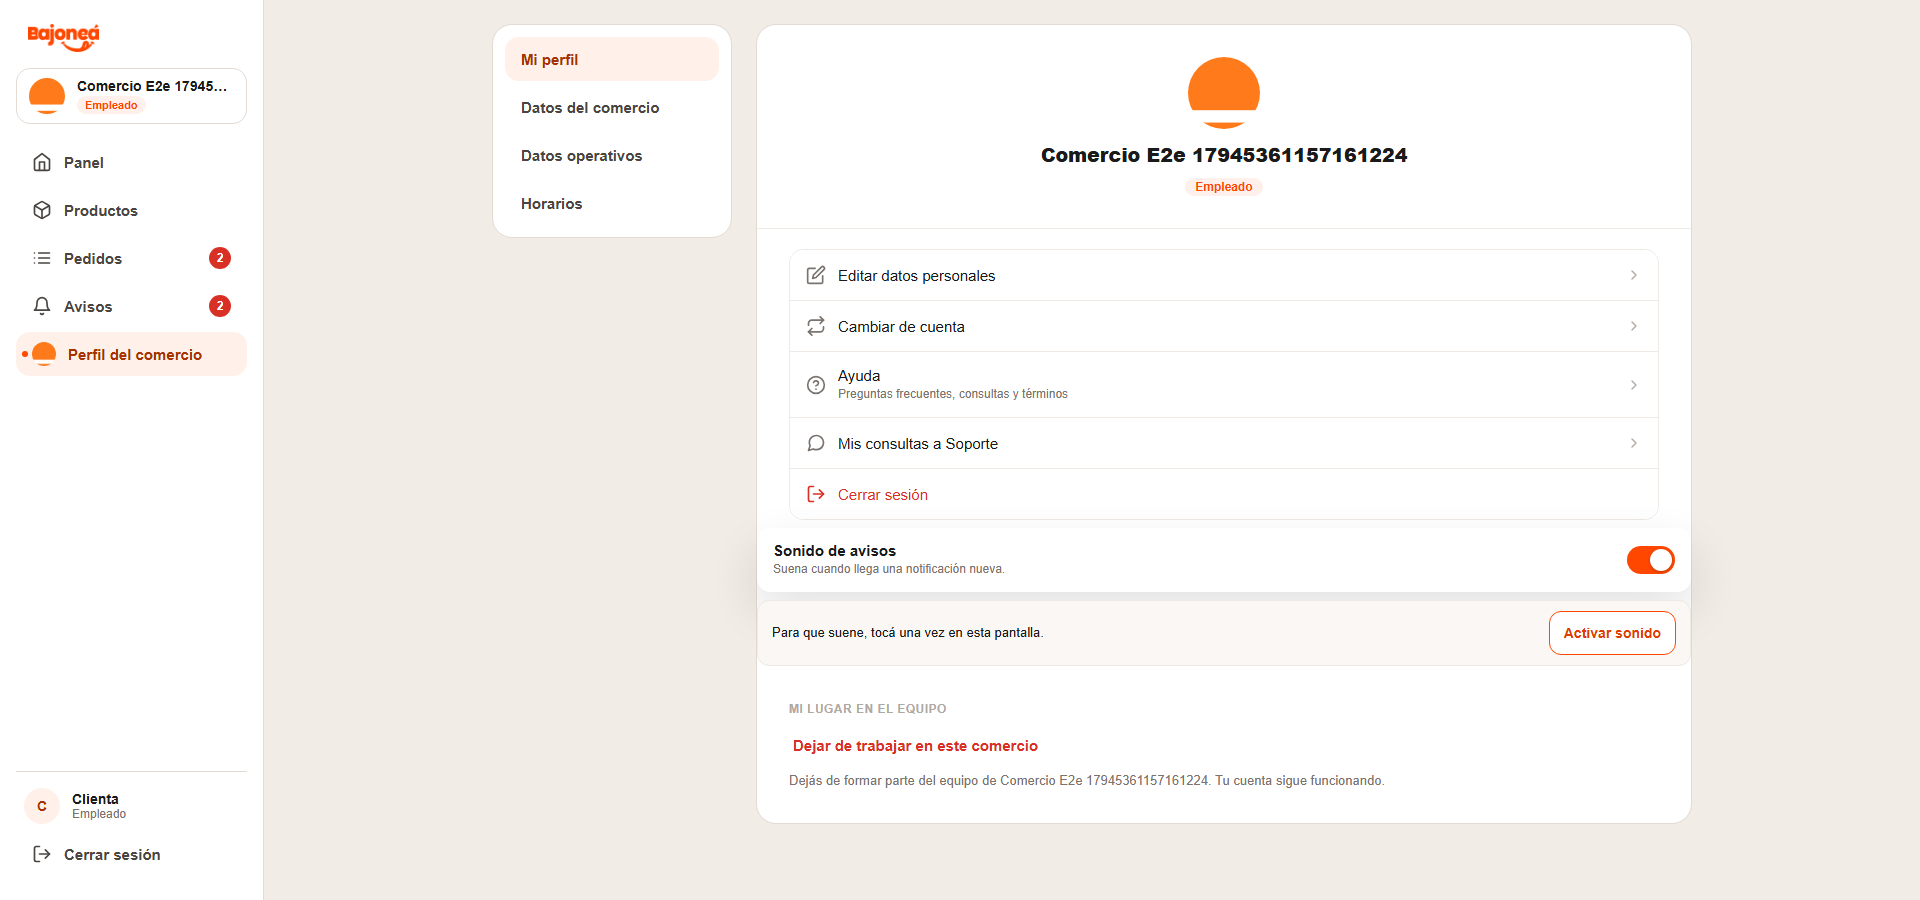 Bajoneá
Comercio E2e 17945...
Empleado
Panel
Productos
Pedidos
2
Avisos
2
Perfil del comercio
C
Clienta
Empleado
Cerrar sesión
Mi perfil
Datos del comercio
Datos operativos
Horarios
Comercio E2e 17945361157161224
Empleado
Editar datos personales
Cambiar de cuenta
Ayuda
Preguntas frecuentes, consultas y términos
Mis consultas a Soporte
Cerrar sesión
Sonido de avisos
Suena cuando llega una notificación nueva.
Para que suene, tocá una vez en esta pantalla.
Activar sonido
MI LUGAR EN EL EQUIPO
Dejar de trabajar en este comercio
Dejás de formar parte del equipo de Comercio E2e 17945361157161224. Tu cuenta sigue funcionando.